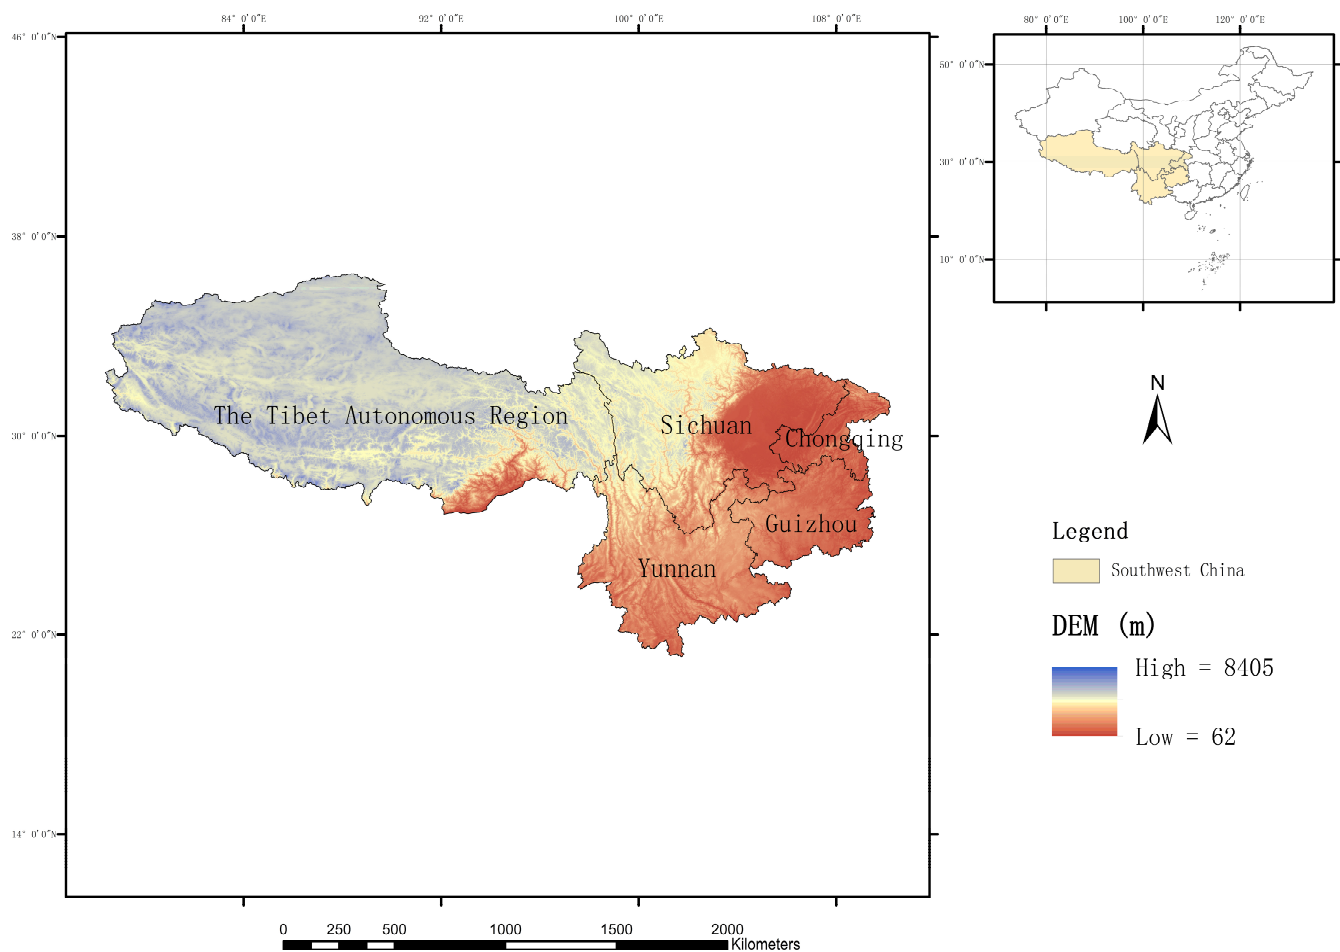 84° 0′0″E 92° 0′0″E 100° 0′0″E 108° 0′0″E
46° 0′0″N
38° 0′0″N
30° 0′0″N
22° 0′0″N
14° 0′0″N
The Tibet Autonomous Region
Sichuan
Chongqing
Guizhou
Yunnan
0 250 500 1000 1500 2000
Kilometers
80° 0′0″E 100° 0′0″E 120° 0′0″E
50° 0′0″N
30° 0′0″N
10° 0′0″N
N
Legend
Southwest China
DEM (m)
High = 8405
Low = 62